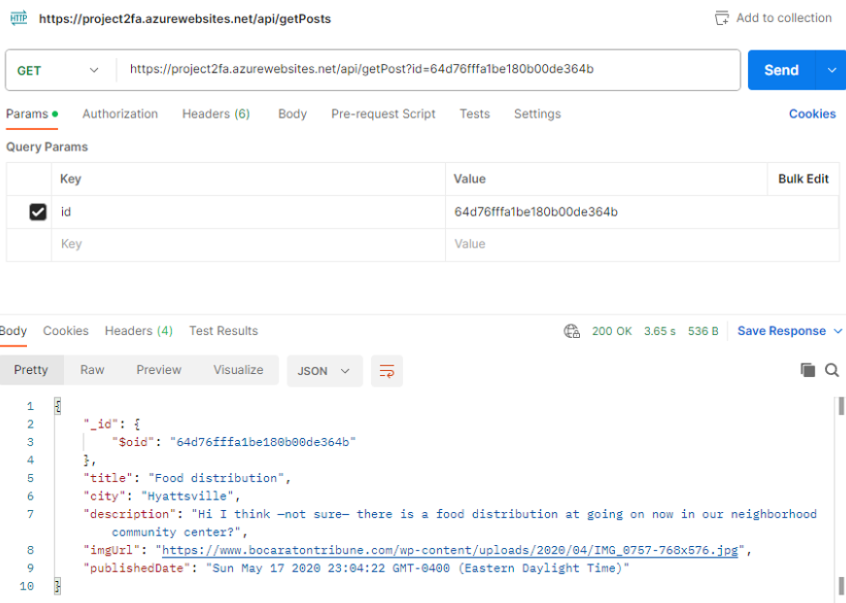 HTTP https://project2fa.azurewebsites.net/api/getPosts Add to collection
GET https://project2fa.azurewebsites.net/api/getPost?id=64d76fffa1be180b00de364b Send
Params Authorization Headers (6) Body Pre-request Script Tests Settings Cookies
Query Params
Key Value Bulk Edit
id 64d76fffa1be180b00de364b
Key Value
Body Cookies Headers (4) Test Results 200 OK 3.65 s 536 B Save Response
Pretty Raw Preview Visualize JSON
1 {
2 "_id": {
3 "$oid": "64d76fffa1be180b00de364b"
4 },
5 "title": "Food distribution",
6 "city": "Hyattsville",
7 "description": "Hi I think —not sure— there is a food distribution at going on now in our neighborhood
community center?",
8 "imgUrl": "https://www.bocaratontribune.com/wp-content/uploads/2020/04/IMG_0757-768x576.jpg",
9 "publishedDate": "Sun May 17 2020 23:04:22 GMT-0400 (Eastern Daylight Time)"
10 }